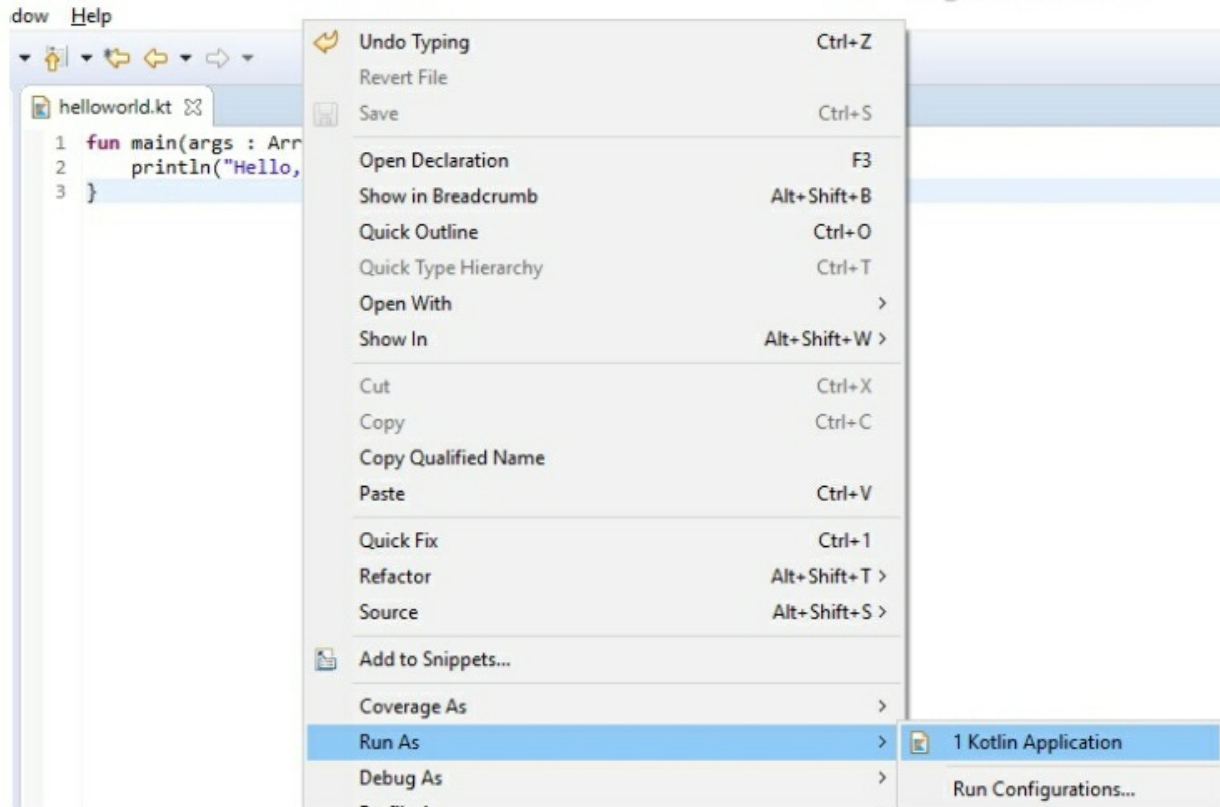 dow Help
helloworld.kt
1 fun main(args : Arr
2 println("Hello,
3 }
Undo Typing Ctrl+Z
Revert File
Save Ctrl+S
Open Declaration F3
Show in Breadcrumb Alt+Shift+B
Quick Outline Ctrl+O
Quick Type Hierarchy Ctrl+T
Open With >
Show In Alt+Shift+W >
Cut Ctrl+X
Copy Ctrl+C
Copy Qualified Name
Paste Ctrl+V
Quick Fix Ctrl+1
Refactor Alt+Shift+T >
Source Alt+Shift+S >
Add to Snippets...
Coverage As >
Run As > 1 Kotlin Application
Debug As >
Run Configurations...